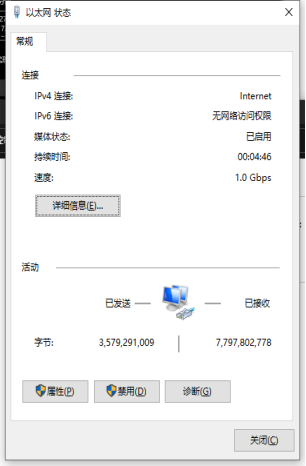 以太网 状态
常规
连接
IPv4 连接: Internet
IPv6 连接: 无网络访问权限
媒体状态: 已启用
持续时间: 00:04:46
速度: 1.0 Gbps
详细信息(E)...
活动
已发送 — — 已接收
字节: 3,579,291,009 | 7,797,802,778
属性(P) 禁用(D) 诊断(G)
关闭(C)